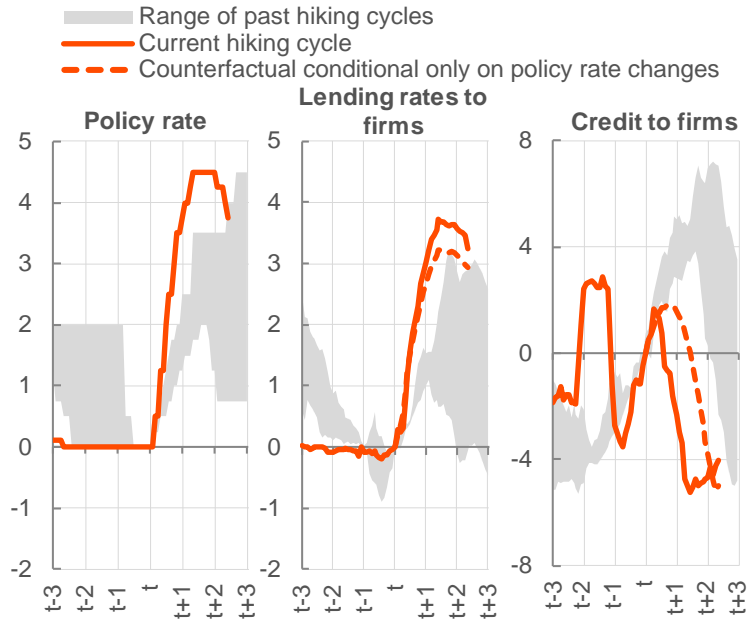 Range of past hiking cycles
Current hiking cycle
Counterfactual conditional only on policy rate changes
Policy rate
5
4
3
2
1
0
-1
-2
t-3
t-2
t-1
t
t+1
t+2
t+3
Lending rates to
firms
5
4
3
2
1
0
-1
-2
t-3
t-2
t-1
t
t+1
t+2
t+3
Credit to firms
8
4
0
-4
-8
t-3
t-2
t-1
t
t+1
t+2
t+3